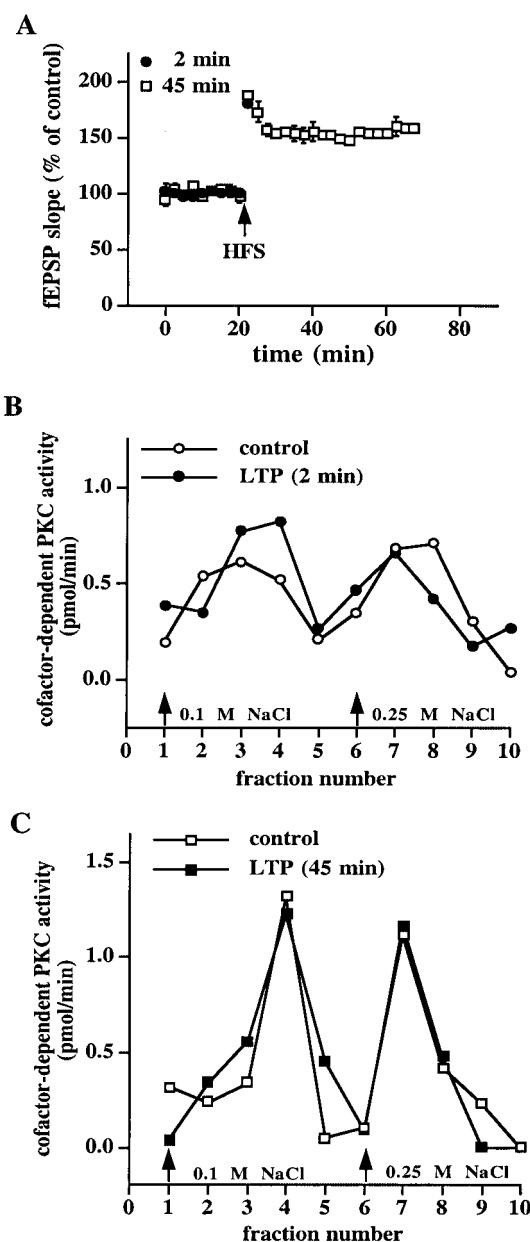 A
2 min
45 min
fEPSP slope (% of control)
200
150
100
50
0
HFS
0 20 40 60 80
time (min)
B
control
LTP (2 min)
cofactor-dependent PKC activity
(pmol/min)
1.0
0.5
0.0
0.1 M NaCl 0.25 M NaCl
0 1 2 3 4 5 6 7 8 9 10
fraction number
C
control
LTP (45 min)
cofactor-dependent PKC activity
(pmol/min)
1.5
1.0
0.5
0.0
0.1 M NaCl 0.25 M NaCl
0 1 2 3 4 5 6 7 8 9 10
fraction number